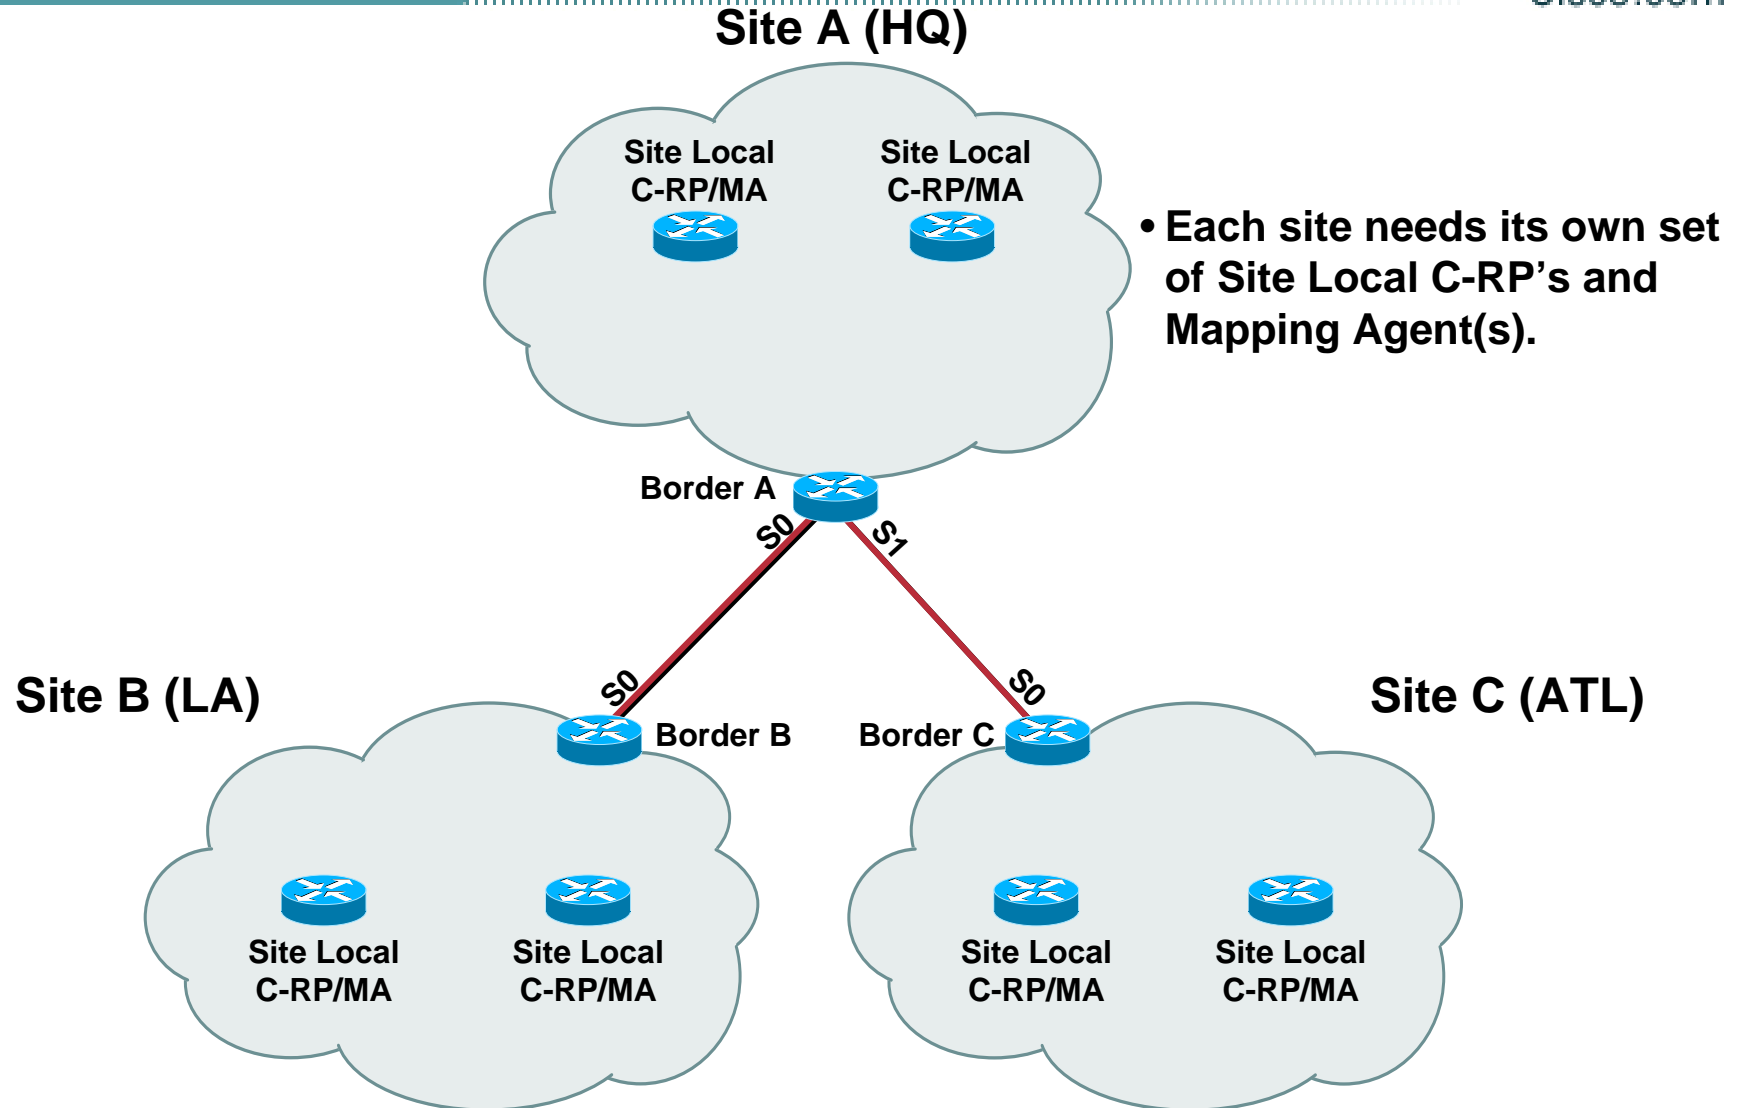 Site A (HQ)
Site Local
C-RP/MA
Site Local
C-RP/MA
• Each site needs its own set
of Site Local C-RP’s and
Mapping Agent(s).
Border A
S0
S1
S0
S0
Site B (LA)
Site C (ATL)
Border B
Border C
Site Local
C-RP/MA
Site Local
C-RP/MA
Site Local
C-RP/MA
Site Local
C-RP/MA